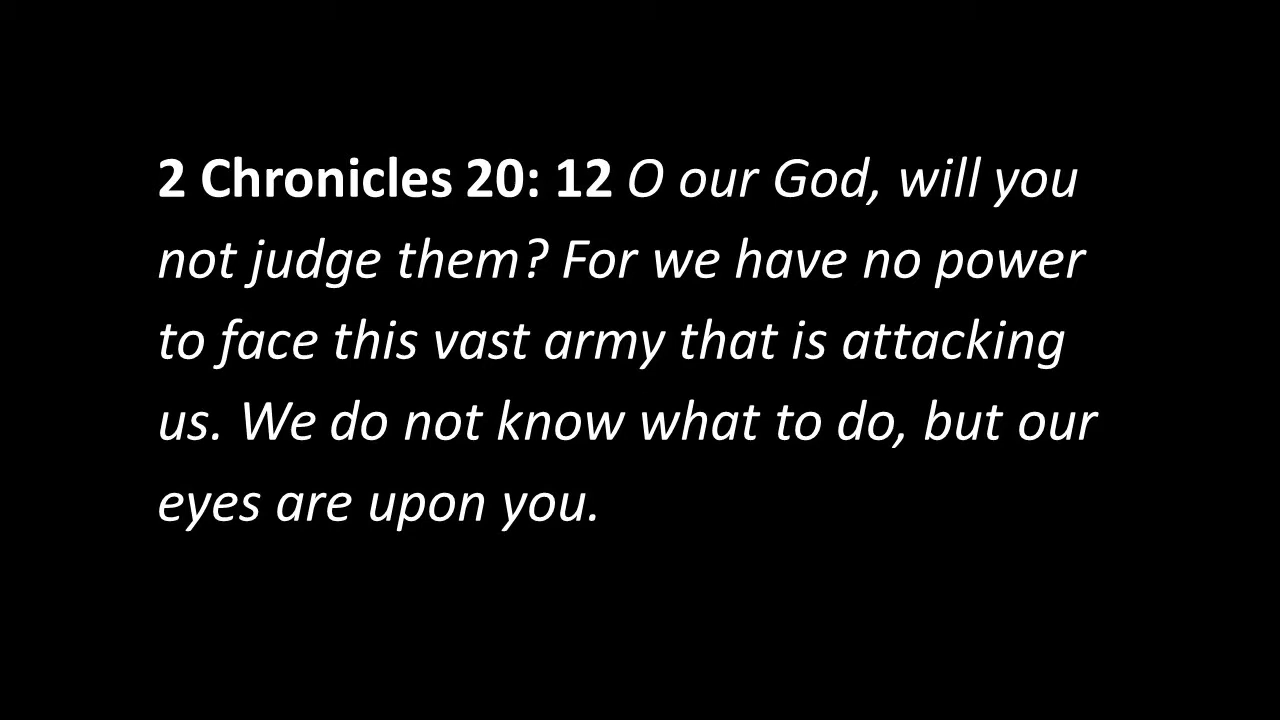 2 Chronicles 20: 12 O our God, will you
not judge them? For we have no power
to face this vast army that is attacking
us. We do not know what to do, but our
eyes are upon you.